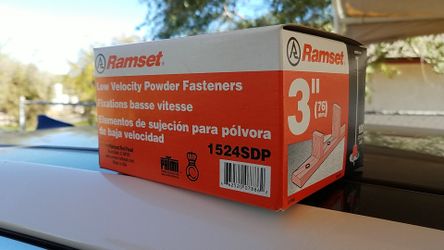 Ramset
Low Velocity Powder Fasteners
Fixations basse vitesse
Elementos de sujeción para pólvora
de baja velocidad
1524SDP
Ramset
3"
76